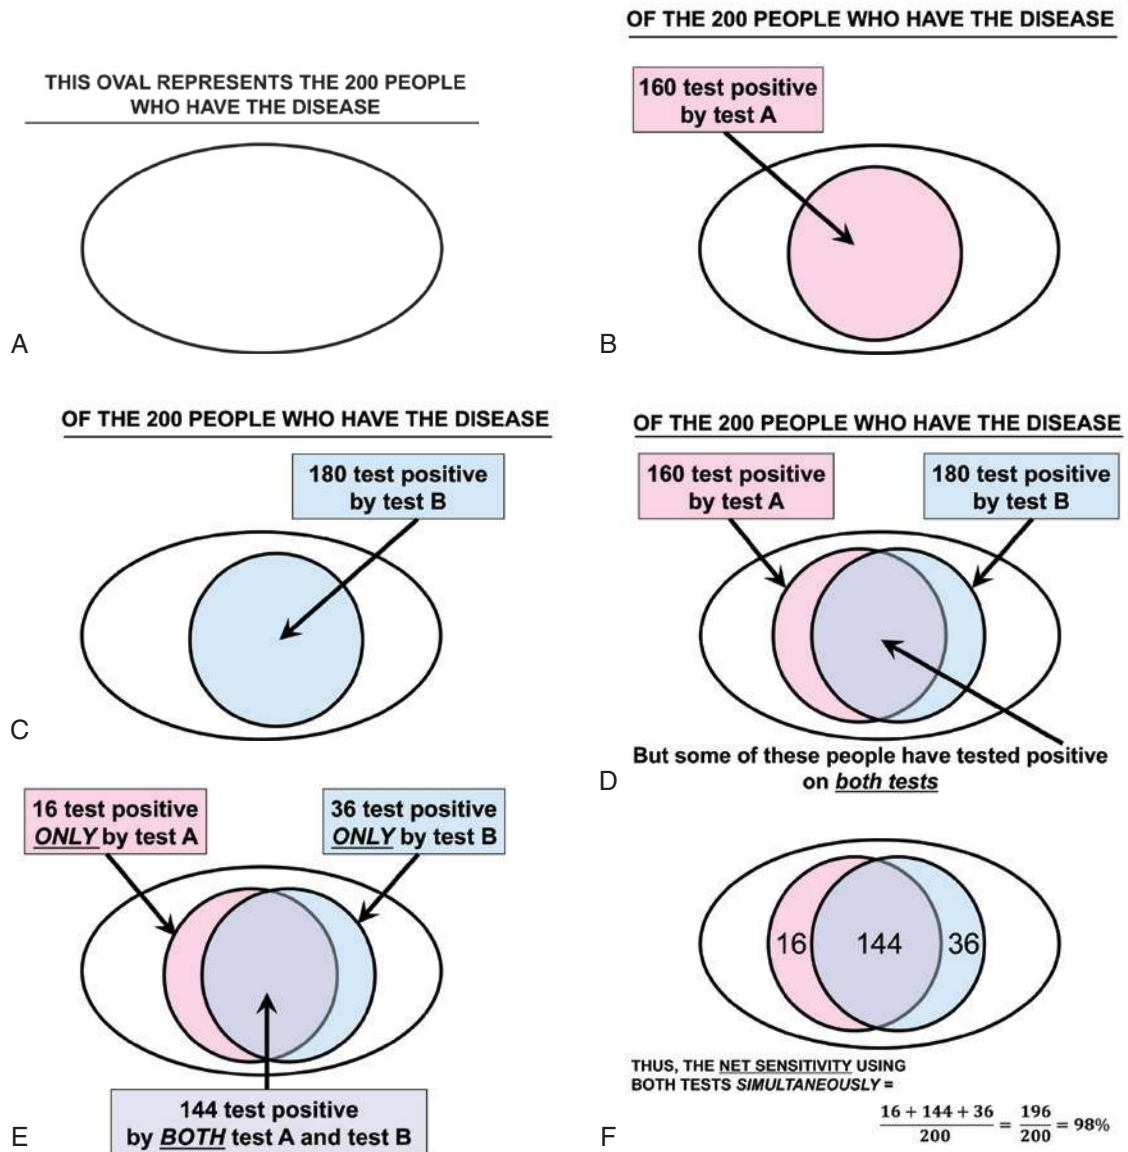 THIS OVAL REPRESENTS THE 200 PEOPLE
WHO HAVE THE DISEASE
A
OF THE 200 PEOPLE WHO HAVE THE DISEASE
160 test positive
by test A
B
OF THE 200 PEOPLE WHO HAVE THE DISEASE
180 test positive
by test B
C
OF THE 200 PEOPLE WHO HAVE THE DISEASE
160 test positive
by test A
180 test positive
by test B
But some of these people have tested positive
on both tests
D
16 test positive
ONLY by test A
36 test positive
ONLY by test B
144 test positive
by BOTH test A and test B
E
16 144 36
THUS, THE NET SENSITIVITY USING
BOTH TESTS SIMULTANEOUSLY =
16 + 144 + 36 / 200 = 196 / 200 = 98%
F